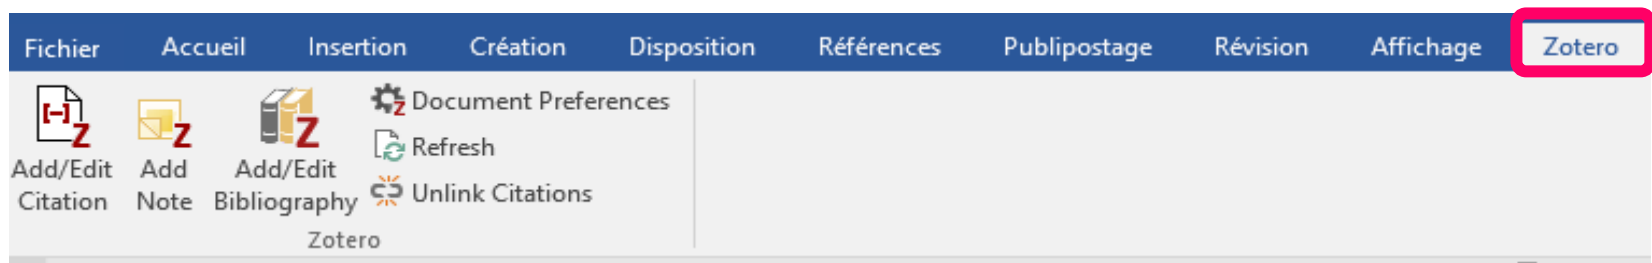 Fichier Accueil Insertion Création Disposition Références Publipostage Révision Affichage Zotero
Add/Edit Citation
Add Note
Add/Edit Bibliography
Document Preferences
Refresh
Unlink Citations
Zotero